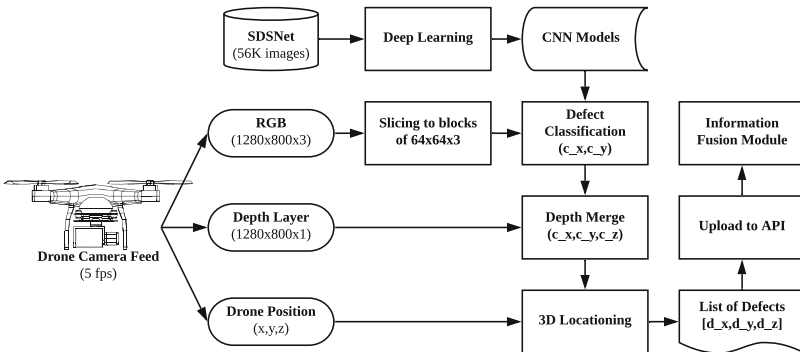 SDSNet
(56K images)
Deep Learning
CNN Models
RGB
(1280x800x3)
Slicing to blocks
of 64x64x3
Defect
Classification
(c_x,c_y)
Information
Fusion Module
Drone Camera Feed
(5 fps)
Depth Layer
(1280x800x1)
Depth Merge
(c_x,c_y,c_z)
Upload to API
Drone Position
(x,y,z)
3D Locationing
List of Defects
[d_x,d_y,d_z]